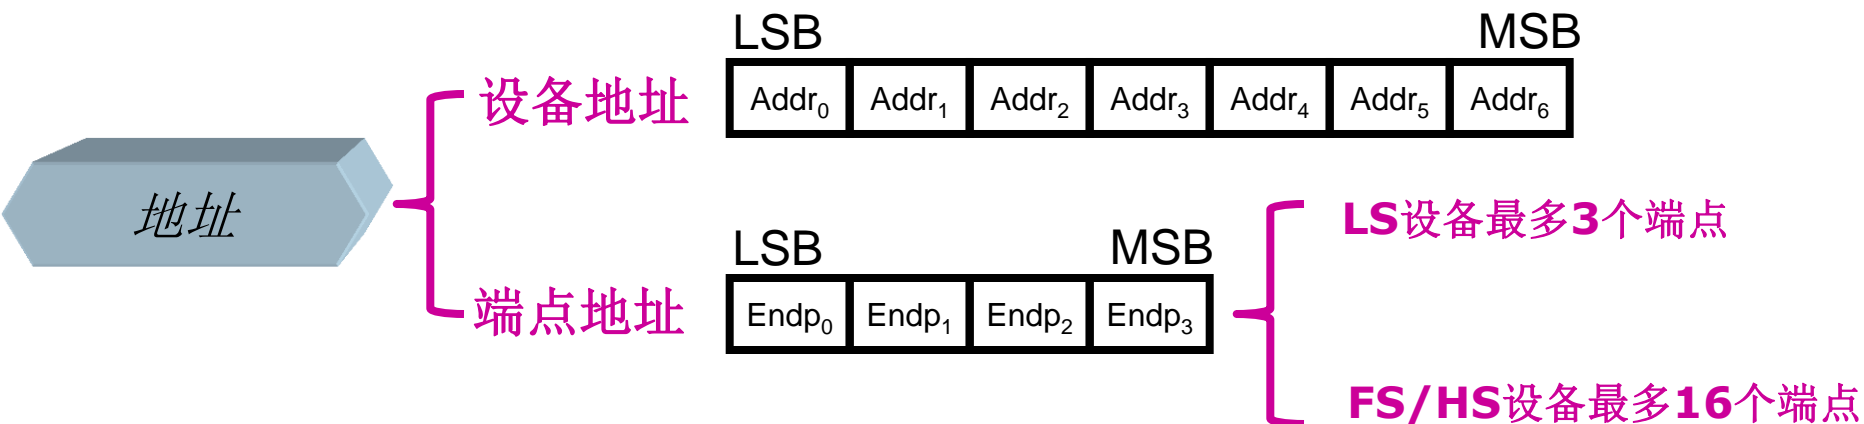 LSB MSB
设备地址 Addr0 Addr1 Addr2 Addr3 Addr4 Addr5 Addr6
地址
LSB MSB
LS设备最多3个端点
端点地址 Endp0 Endp1 Endp2 Endp3
FS/HS设备最多16个端点